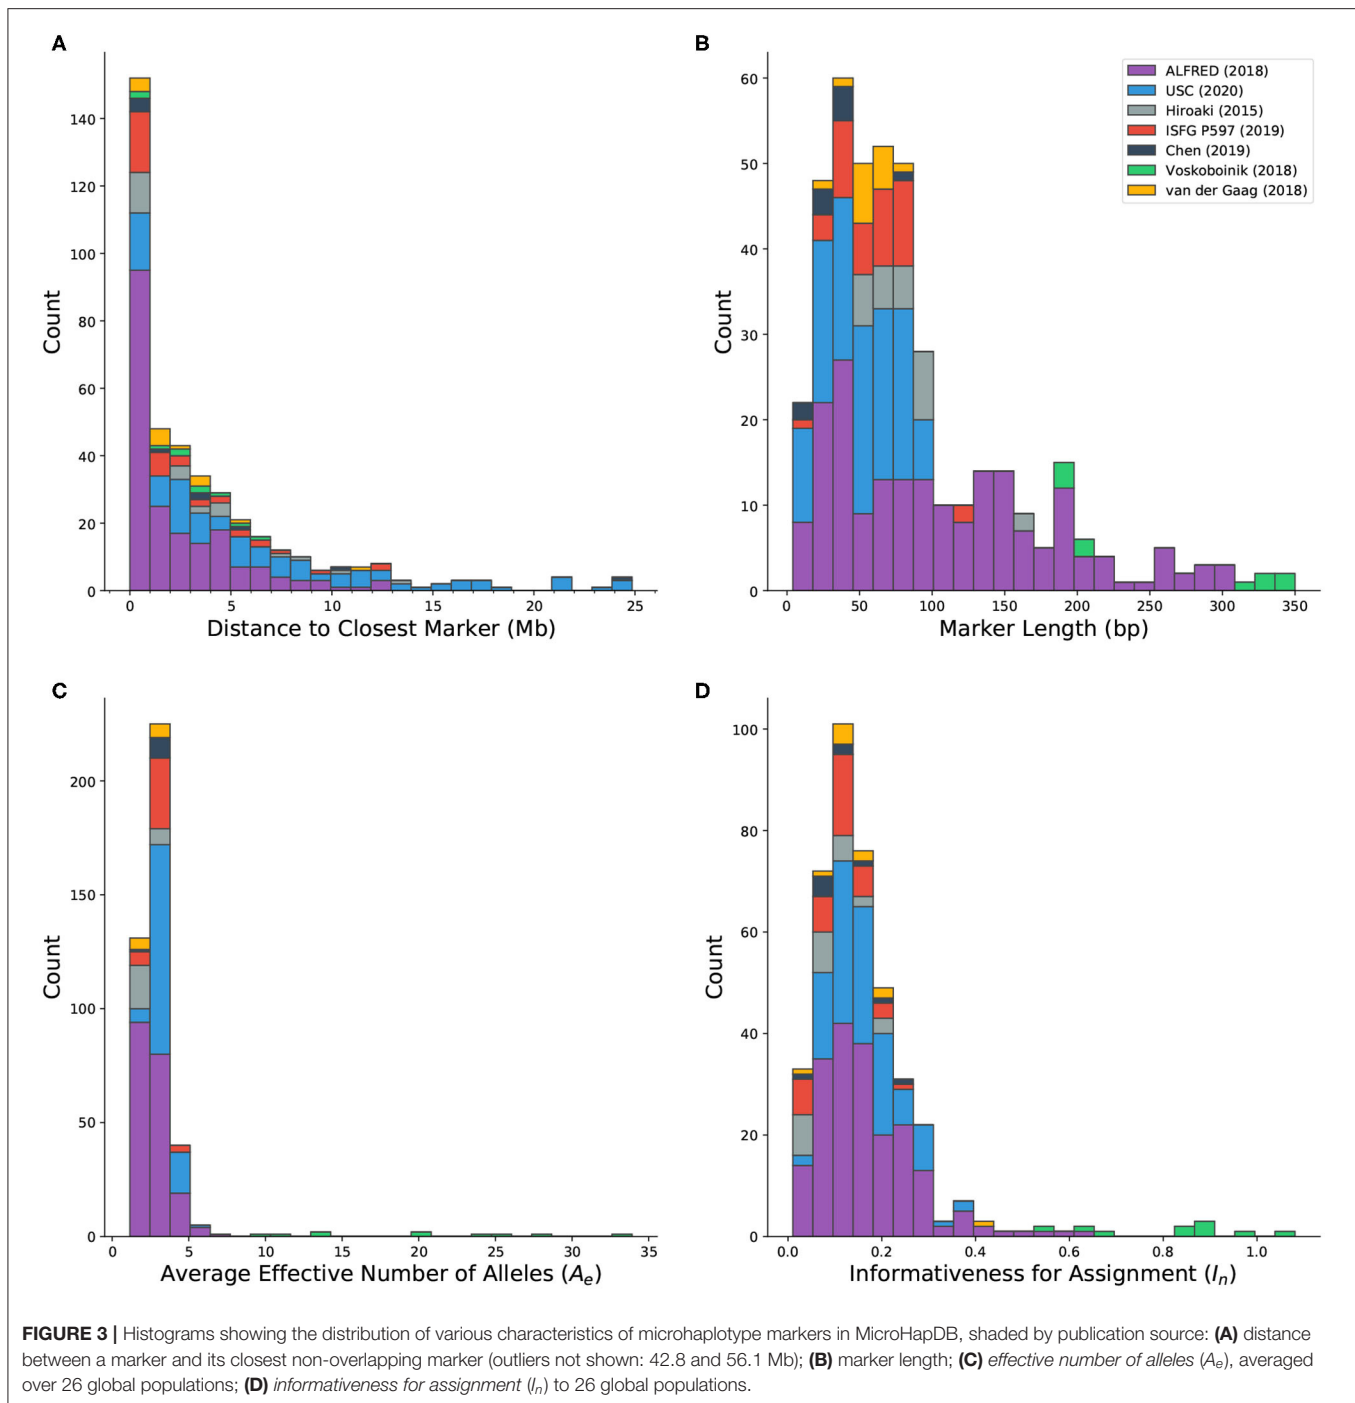 A
140
120
100
80
60
40
20
0
Count
0 5 10 15 20 25
Distance to Closest Marker (Mb)
B
60
50
40
30
20
10
0
Count
0 50 100 150 200 250 300 350
Marker Length (bp)
ALFRED (2018)
USC (2020)
Hiroaki (2015)
ISFG P597 (2019)
Chen (2019)
Voskoboinik (2018)
van der Gaag (2018)
C
200
150
100
50
0
Count
0 5 10 15 20 25 30 35
Average Effective Number of Alleles (Ae)
D
100
80
60
40
20
0
Count
0.0 0.2 0.4 0.6 0.8 1.0
Informativeness for Assignment (In)
FIGURE 3 | Histograms showing the distribution of various characteristics of microhaplotype markers in MicroHapDB, shaded by publication source: (A) distance
between a marker and its closest non-overlapping marker (outliers not shown: 42.8 and 56.1 Mb); (B) marker length; (C) effective number of alleles (Ae), averaged
over 26 global populations; (D) informativeness for assignment (In) to 26 global populations.